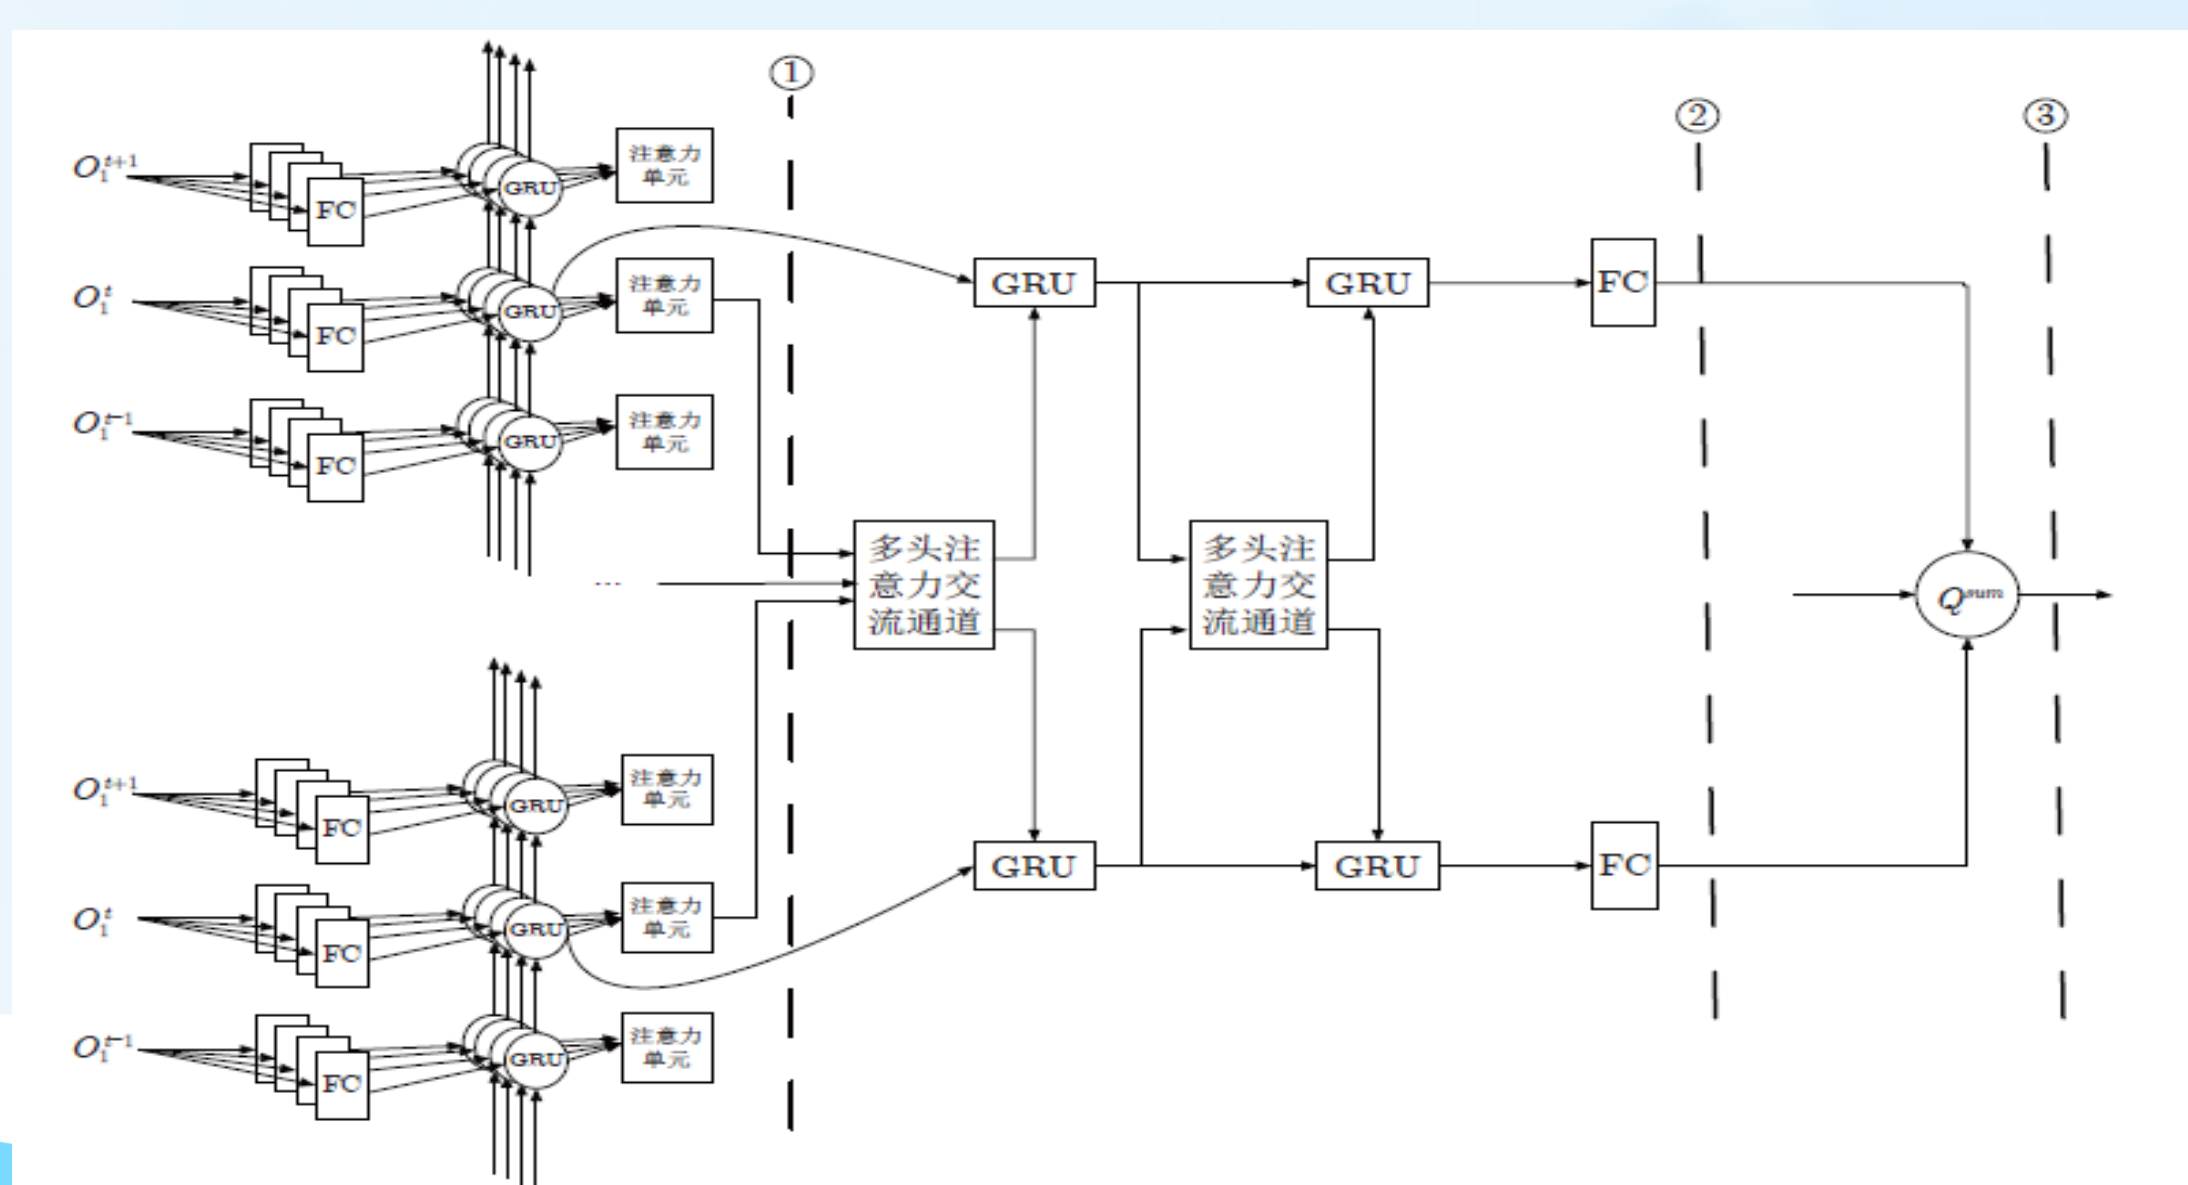 ①
②
③
O₁ᵗ⁺¹
FC
GRU
注意力
单元
O₁ᵗ
FC
GRU
注意力
单元
O₁ᵗ⁻¹
FC
GRU
注意力
单元
...
GRU
GRU
FC
多头注
意力交
流通道
多头注
意力交
流通道
Qˢᵘᵐ
O₁ᵗ⁺¹
FC
GRU
注意力
单元
O₁ᵗ
FC
GRU
注意力
单元
O₁ᵗ⁻¹
FC
GRU
注意力
单元
GRU
GRU
FC